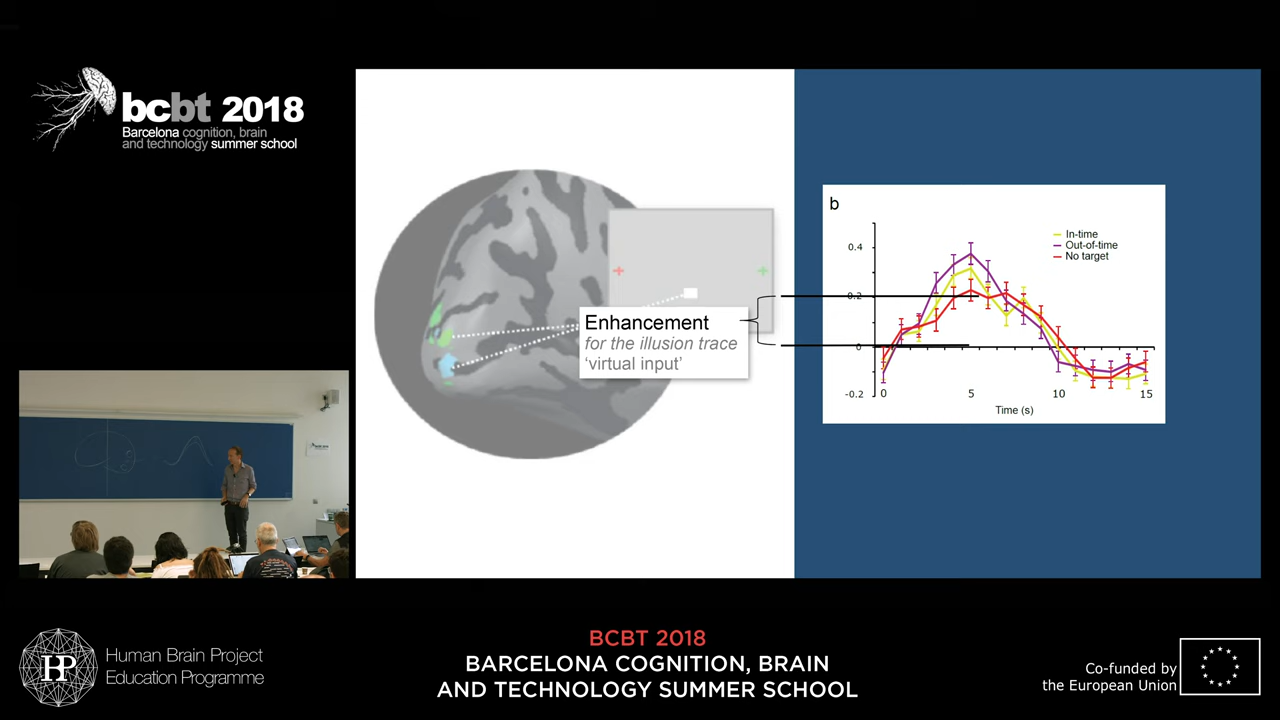 bcbt 2018
Barcelona cognition, brain
and technology summer school
Enhancement
for the illusion trace
'virtual input'
b
In-time
Out-of-time
No target
0.4
0.2
0
-0.2
0
5
10
15
Time (s)
HP
Human Brain Project
Education Programme
BCBT 2018
BARCELONA COGNITION, BRAIN
AND TECHNOLOGY SUMMER SCHOOL
Co-funded by
the European Union